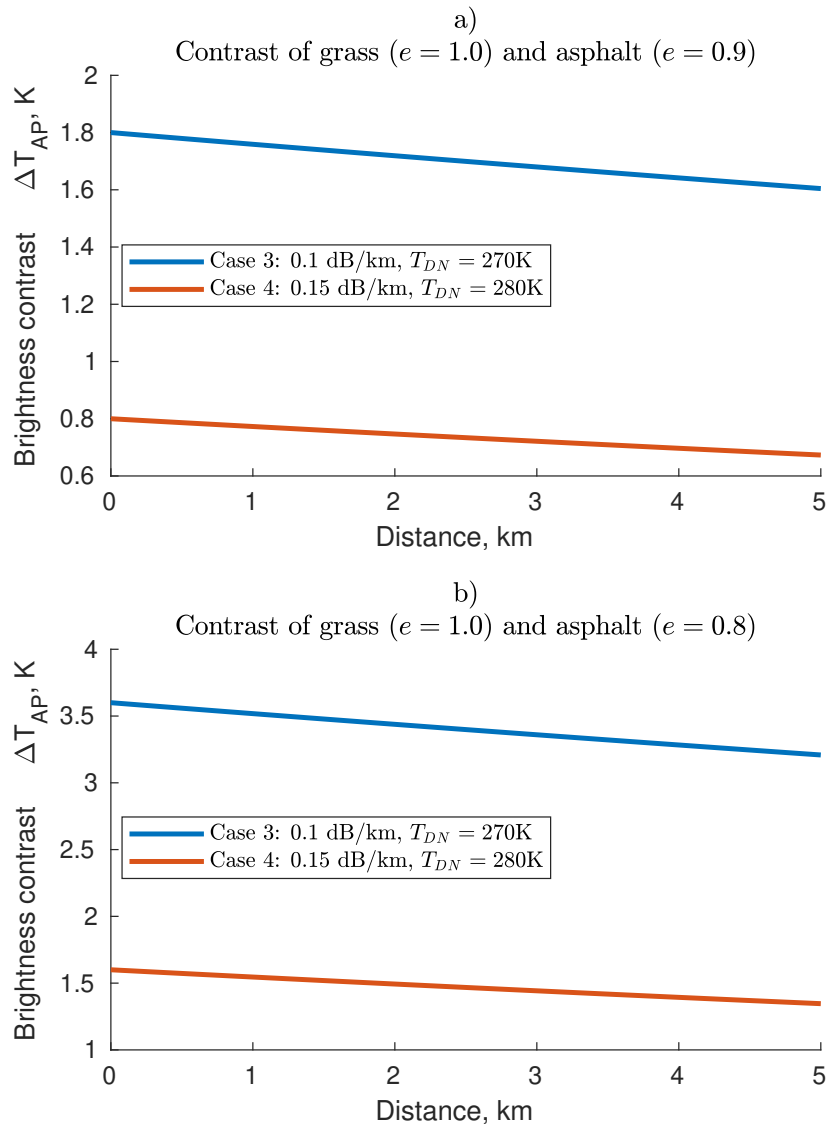 a)
Contrast of grass (e = 1.0) and asphalt (e = 0.9)
2
1.8
1.6
1.4
1.2
1
0.8
0.6
Brightness contrast ΔT_AP, K
Case 3: 0.1 dB/km, T_DN = 270K
Case 4: 0.15 dB/km, T_DN = 280K
0 1 2 3 4 5
Distance, km
b)
Contrast of grass (e = 1.0) and asphalt (e = 0.8)
4
3.5
3
2.5
2
1.5
1
Brightness contrast ΔT_AP, K
Case 3: 0.1 dB/km, T_DN = 270K
Case 4: 0.15 dB/km, T_DN = 280K
0 1 2 3 4 5
Distance, km